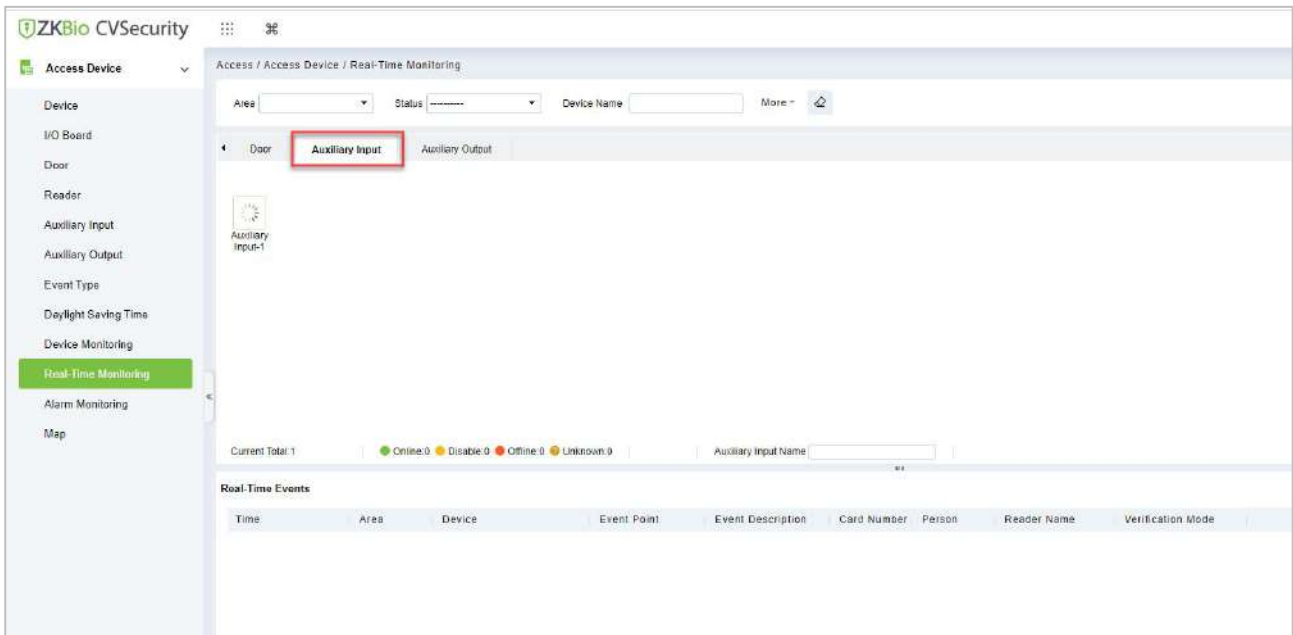 ZKBio CVSecurity
Access Device
Access / Access Device / Real-Time Monitoring
Device
Area
Status ----------
Device Name
More
I/O Board
Door
Auxiliary Input
Auxiliary Output
Door
Reader
Auxiliary Input
Auxiliary
Input-1
Auxiliary Output
Event Type
Daylight Saving Time
Device Monitoring
Real-Time Monitoring
Alarm Monitoring
Map
Current Total:1
Online:0
Disable:0
Offline:0
Unknown:0
Auxiliary Input Name
Real-Time Events
Time
Area
Device
Event Point
Event Description
Card Number
Person
Reader Name
Verification Mode